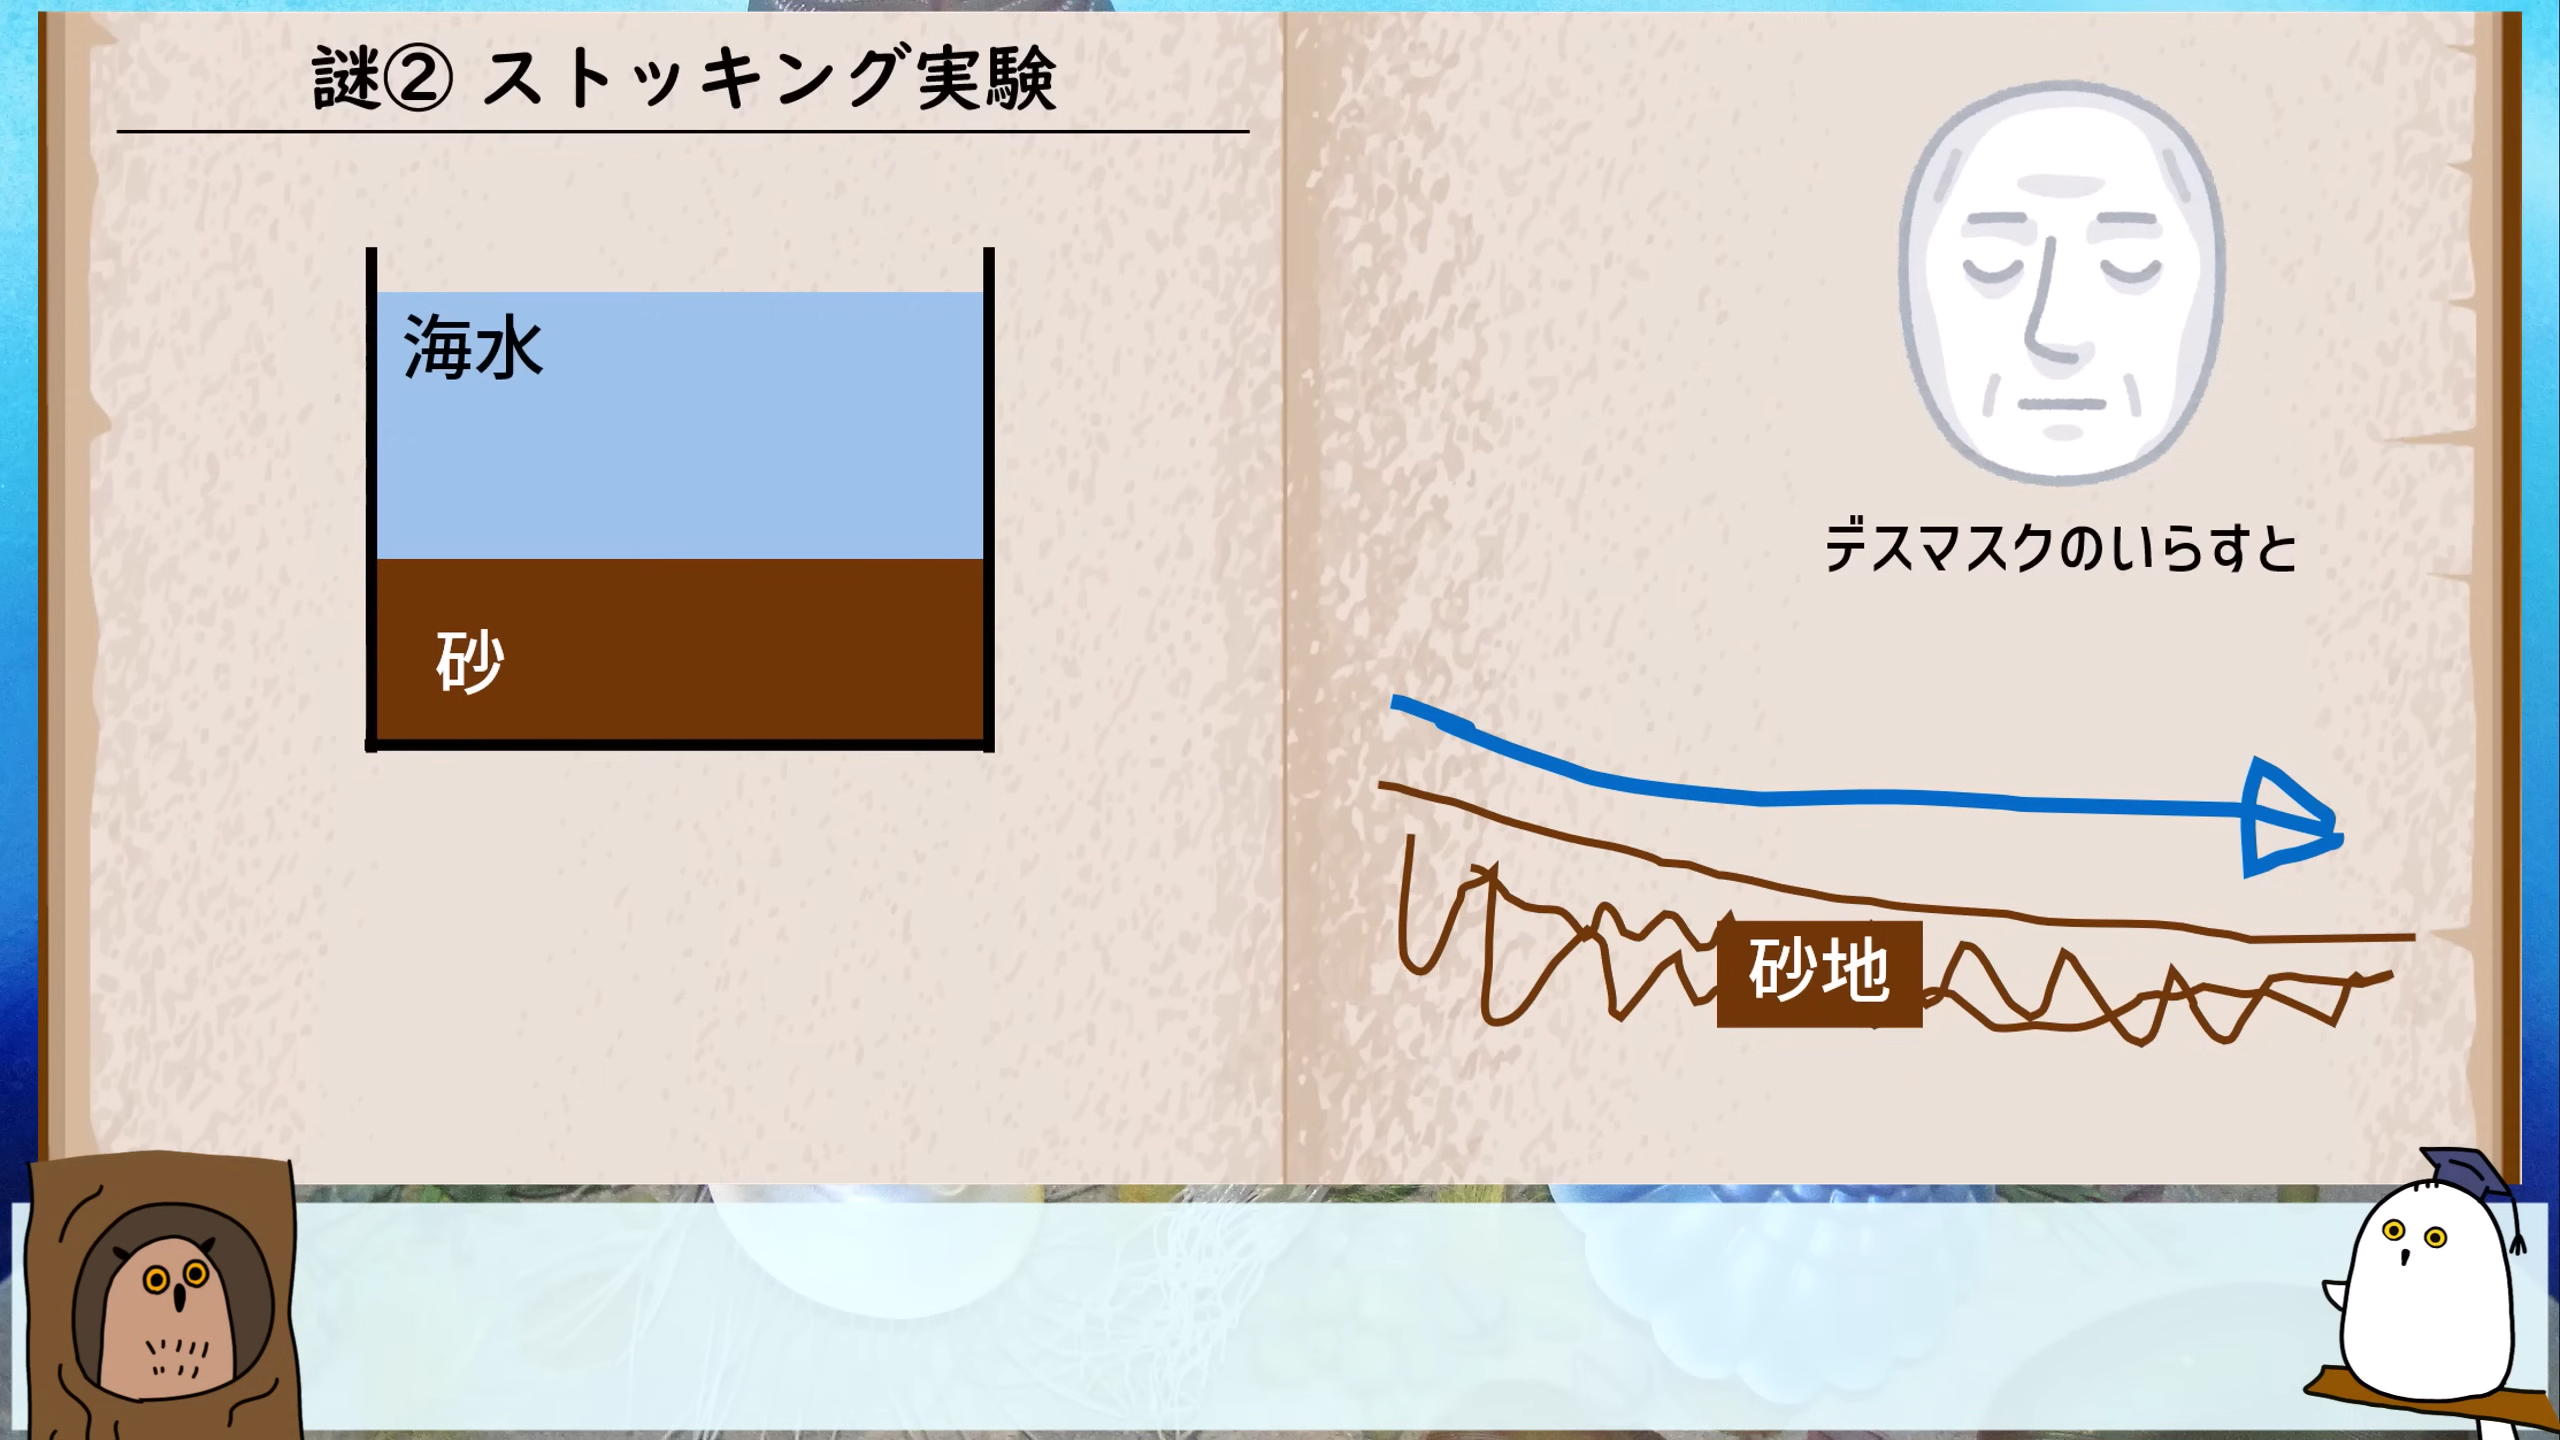 謎② ストッキング実験
海水
砂
デスマスクのいらすと
砂地